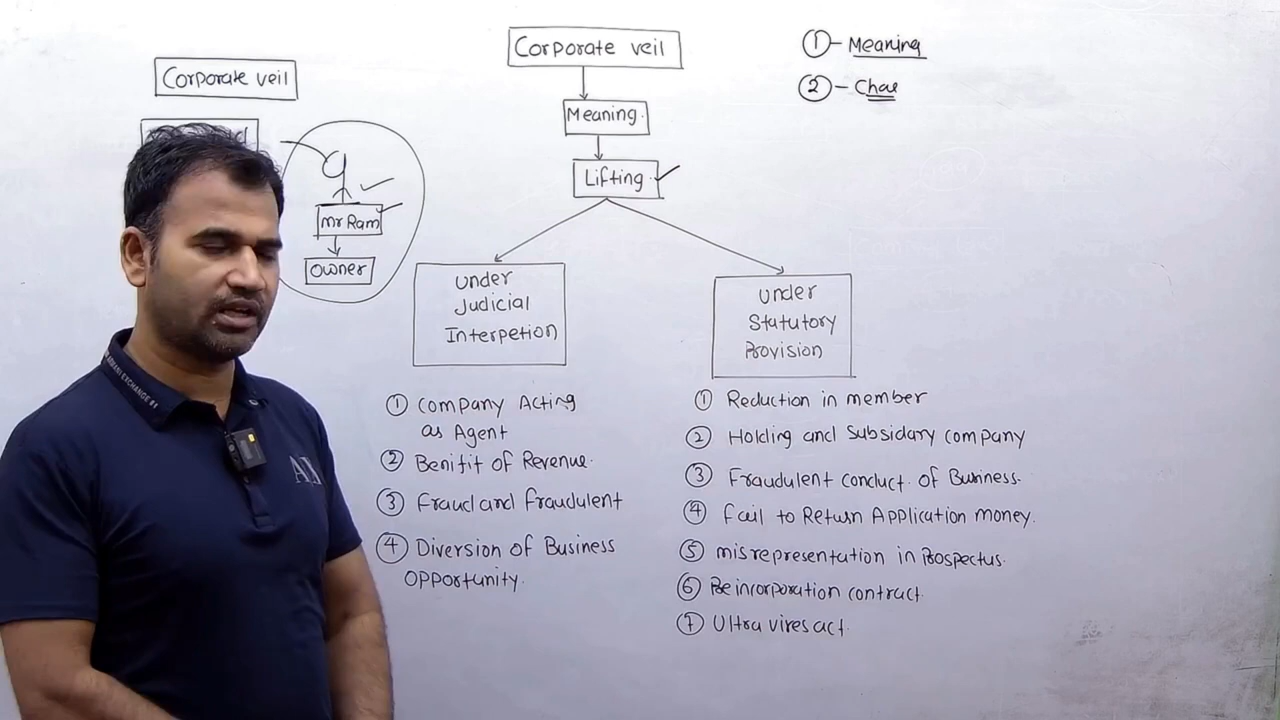 Corporate veil
mr Ram
owner
Corporate veil
Meaning.
Lifting
under
Judicial
Interpetion
① Company Acting
as Agent
② Benifit of Revenue.
③ Fraud and fraudulent
④ Diversion of Business
opportunity.
under
Statutory
Provision
① Reduction in member
② Holding and Subsidary company
③ Fraudulent conduct of Business.
④ fail to Return Application money.
⑤ misrepresentation in Prospectus.
⑥ Preincorporation contract.
⑦ Ultra vires act.
① - Meaning
② - Char